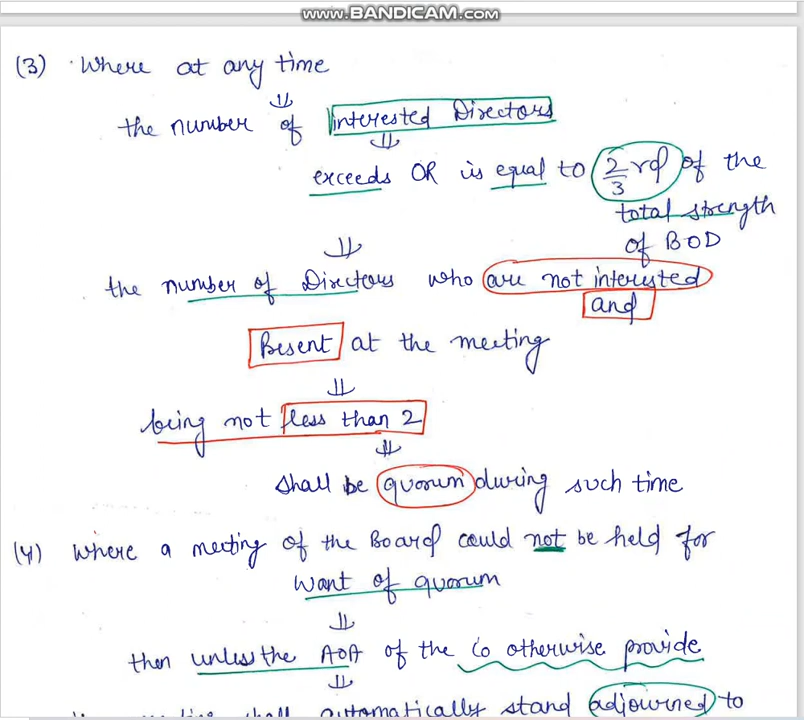 WWW.BANDICAM.COM
(3) Where at any time
the number of interested Directors
exceeds OR is equal to 2/3 rd of the
total strength
of BOD
the number of Directors who are not interested
and
Present at the meeting
being not less than 2
shall be quorum during such time
(4) Where a meeting of the Board could not be held for
want of quorum
then unless the AOA of the Co otherwise provide
shall automatically stand adjourned to